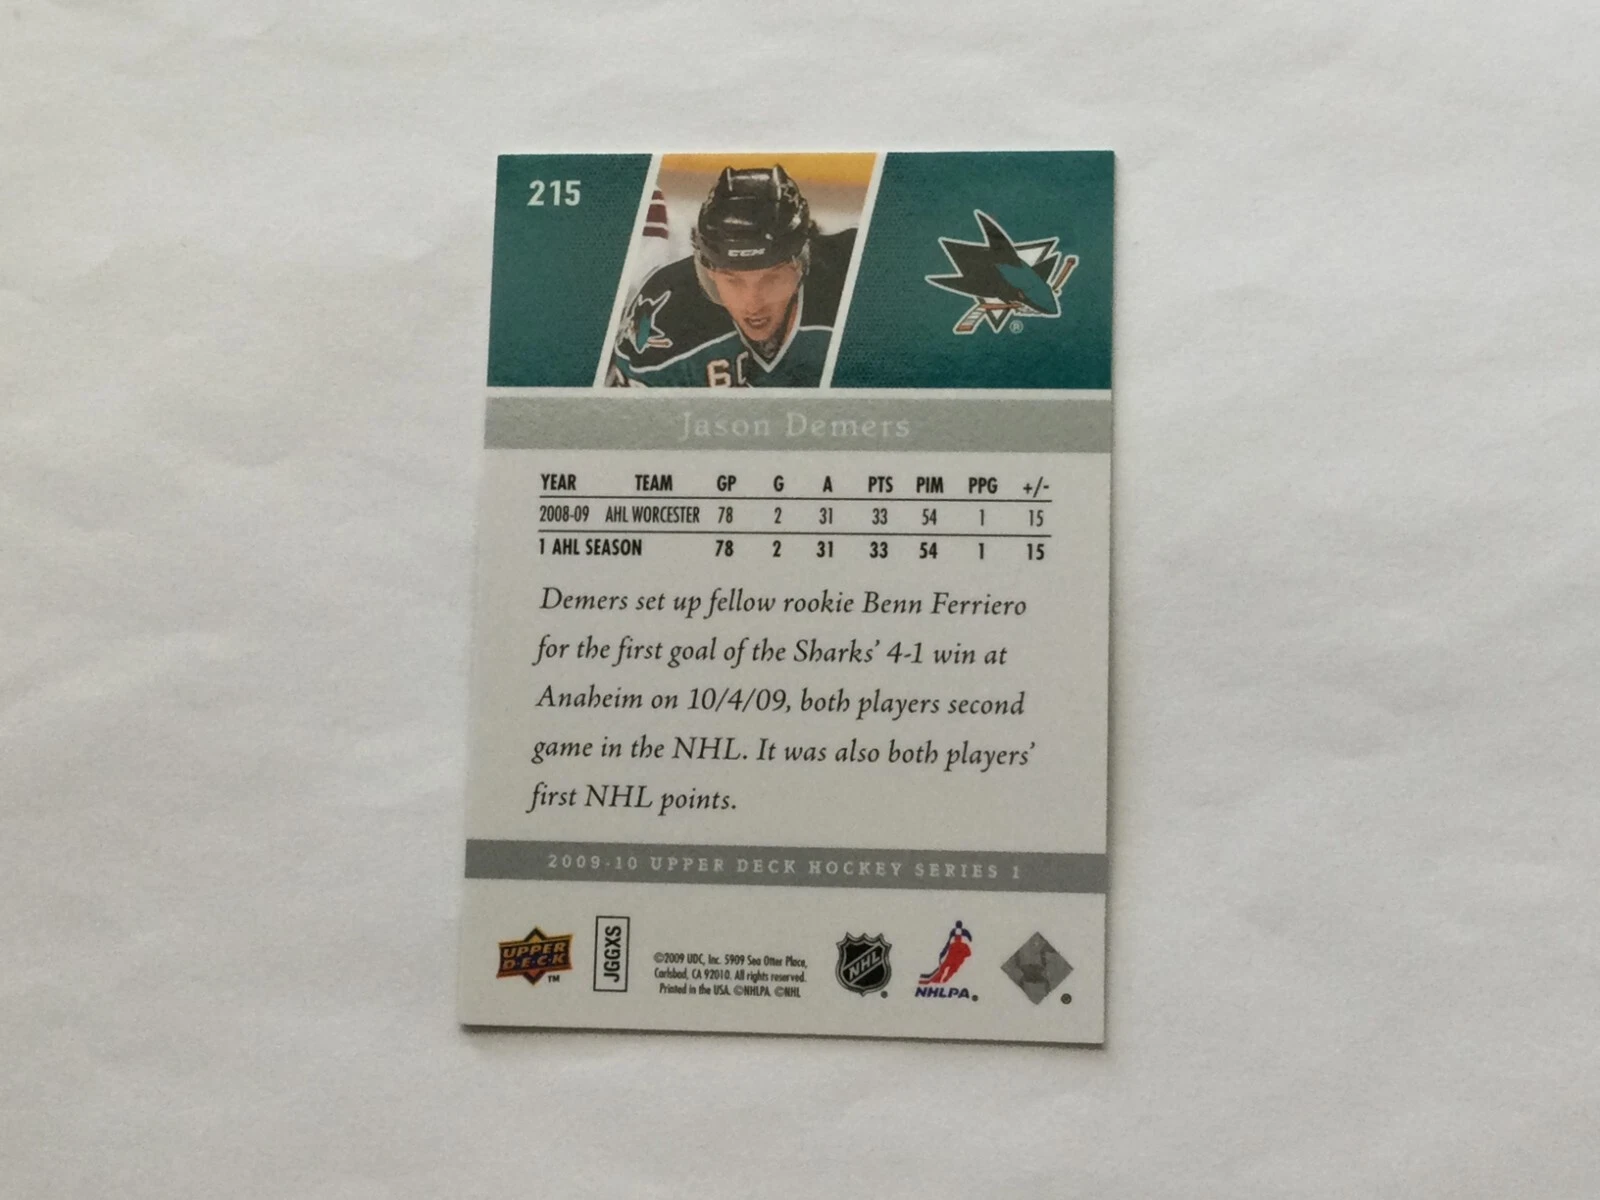 215
CCM
60
®
Jason Demers
YEAR TEAM GP G A PTS PIM PPG +/-
2008-09 AHL WORCESTER 78 2 31 33 54 1 15
1 AHL SEASON 78 2 31 33 54 1 15
Demers set up fellow rookie Benn Ferriero
for the first goal of the Sharks' 4-1 win at
Anaheim on 10/4/09, both players second
game in the NHL. It was also both players'
first NHL points.
2009-10 UPPER DECK HOCKEY SERIES 1
UPPER
D·E·C·K
TM
JGGXS
©2009 UDC, Inc. 5909 Sea Otter Place,
Carlsbad, CA 92010. All rights reserved.
Printed in the USA. ©NHLPA ©NHL
NHL
NHLPA